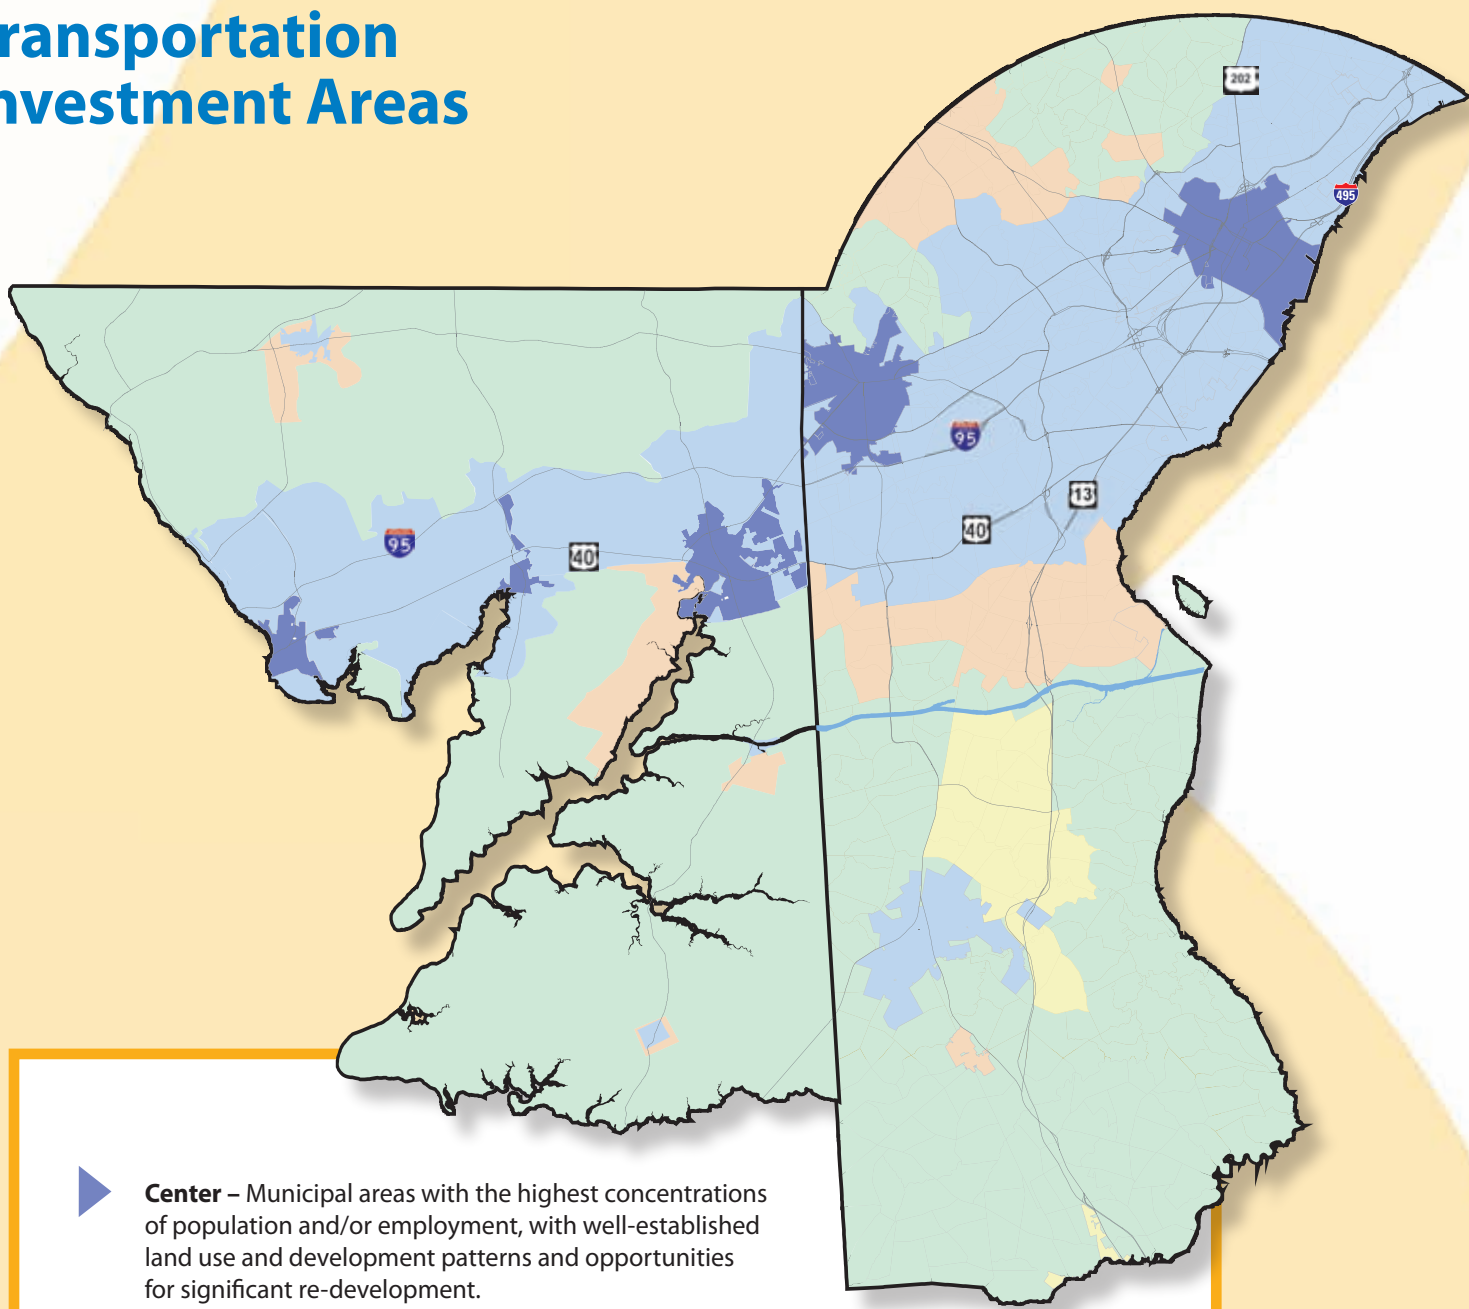 ransportation
nvestment Areas
202
495
95
13
40
95
40
Center – Municipal areas with the highest concentrations
of population and/or employment, with well-established
land use and development patterns and opportunities
for significant re-development.